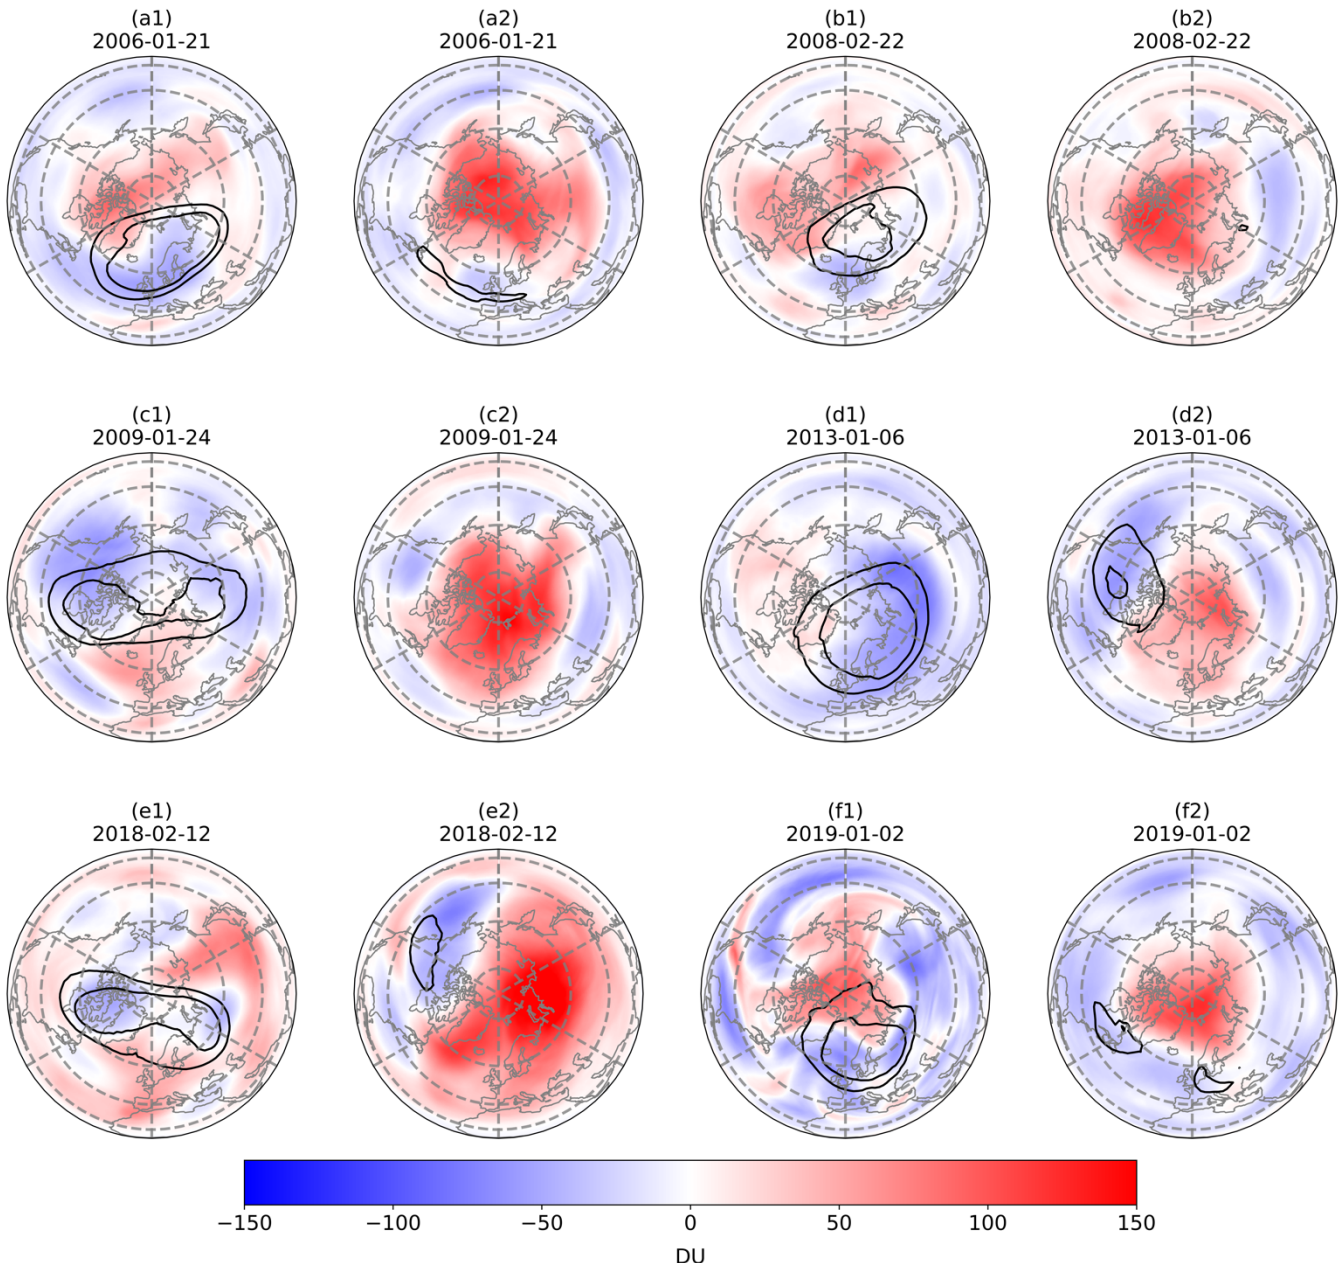 (a1)
2006-01-21
(a2)
2006-01-21
(b1)
2008-02-22
(b2)
2008-02-22
(c1)
2009-01-24
(c2)
2009-01-24
(d1)
2013-01-06
(d2)
2013-01-06
(e1)
2018-02-12
(e2)
2018-02-12
(f1)
2019-01-02
(f2)
2019-01-02
−150 −100 −50 0 50 100 150
DU